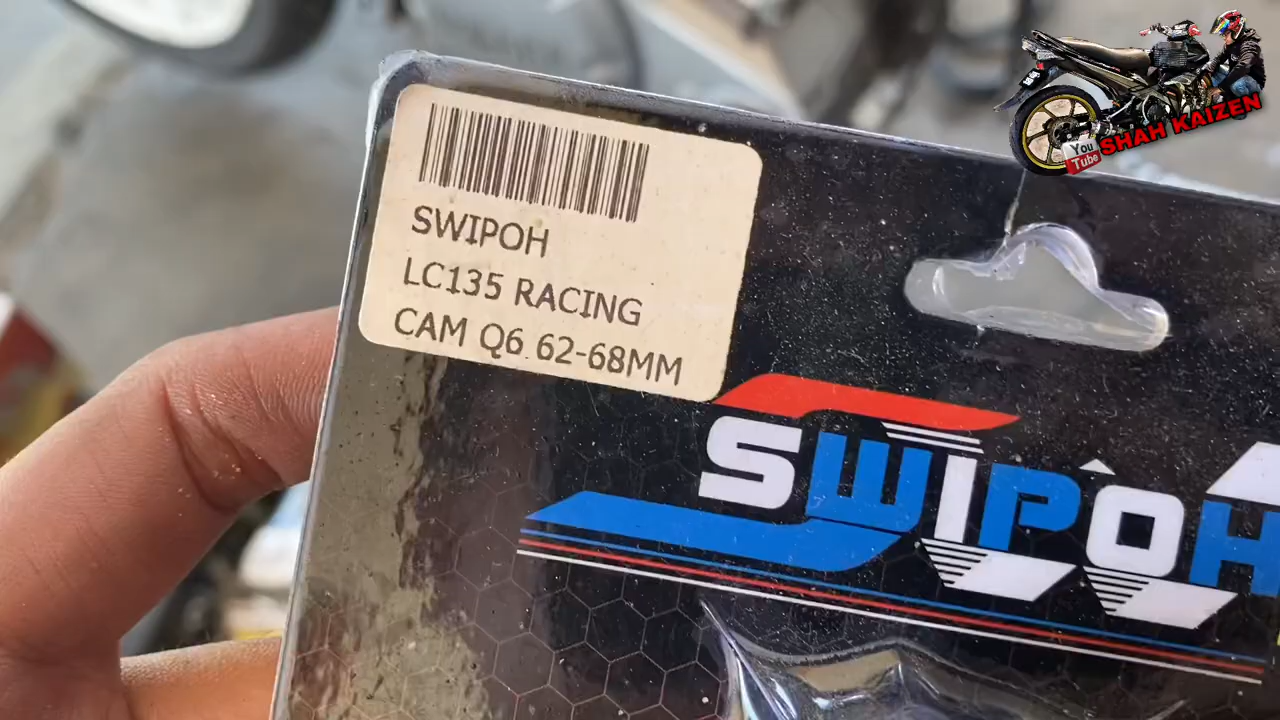 SWIPOH
LC135 RACING
CAM Q6 62-68MM
SWIPOH
You
Tube
SHAH KAIZEN